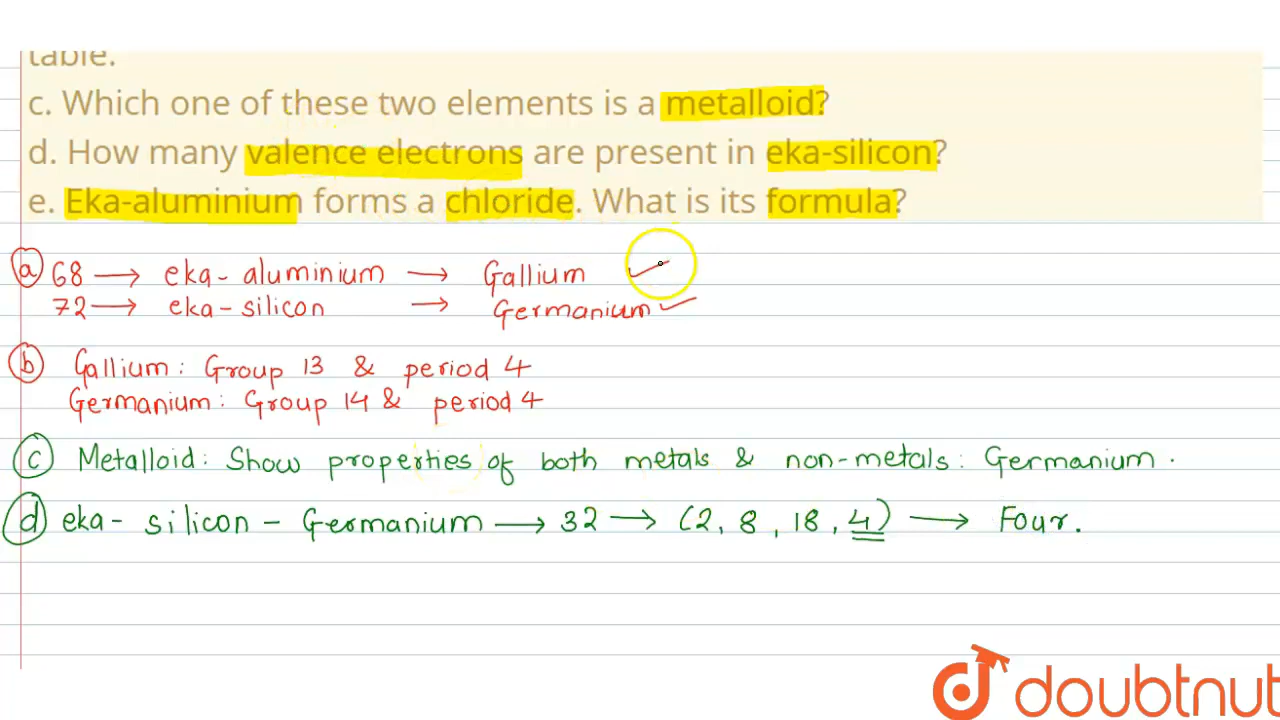 table.
c. Which one of these two elements is a metalloid?
d. How many valence electrons are present in eka-silicon?
e. Eka-aluminium forms a chloride. What is its formula?
a 68 → eka-aluminium → Gallium ✓
72 → eka-silicon → Germanium ✓
b Gallium: Group 13 & period 4
Germanium: Group 14 & period 4
c Metalloid: Show properties of both metals & non-metals: Germanium.
d eka-silicon - Germanium → 32 → (2, 8, 18, 4) → Four.
doubtnut